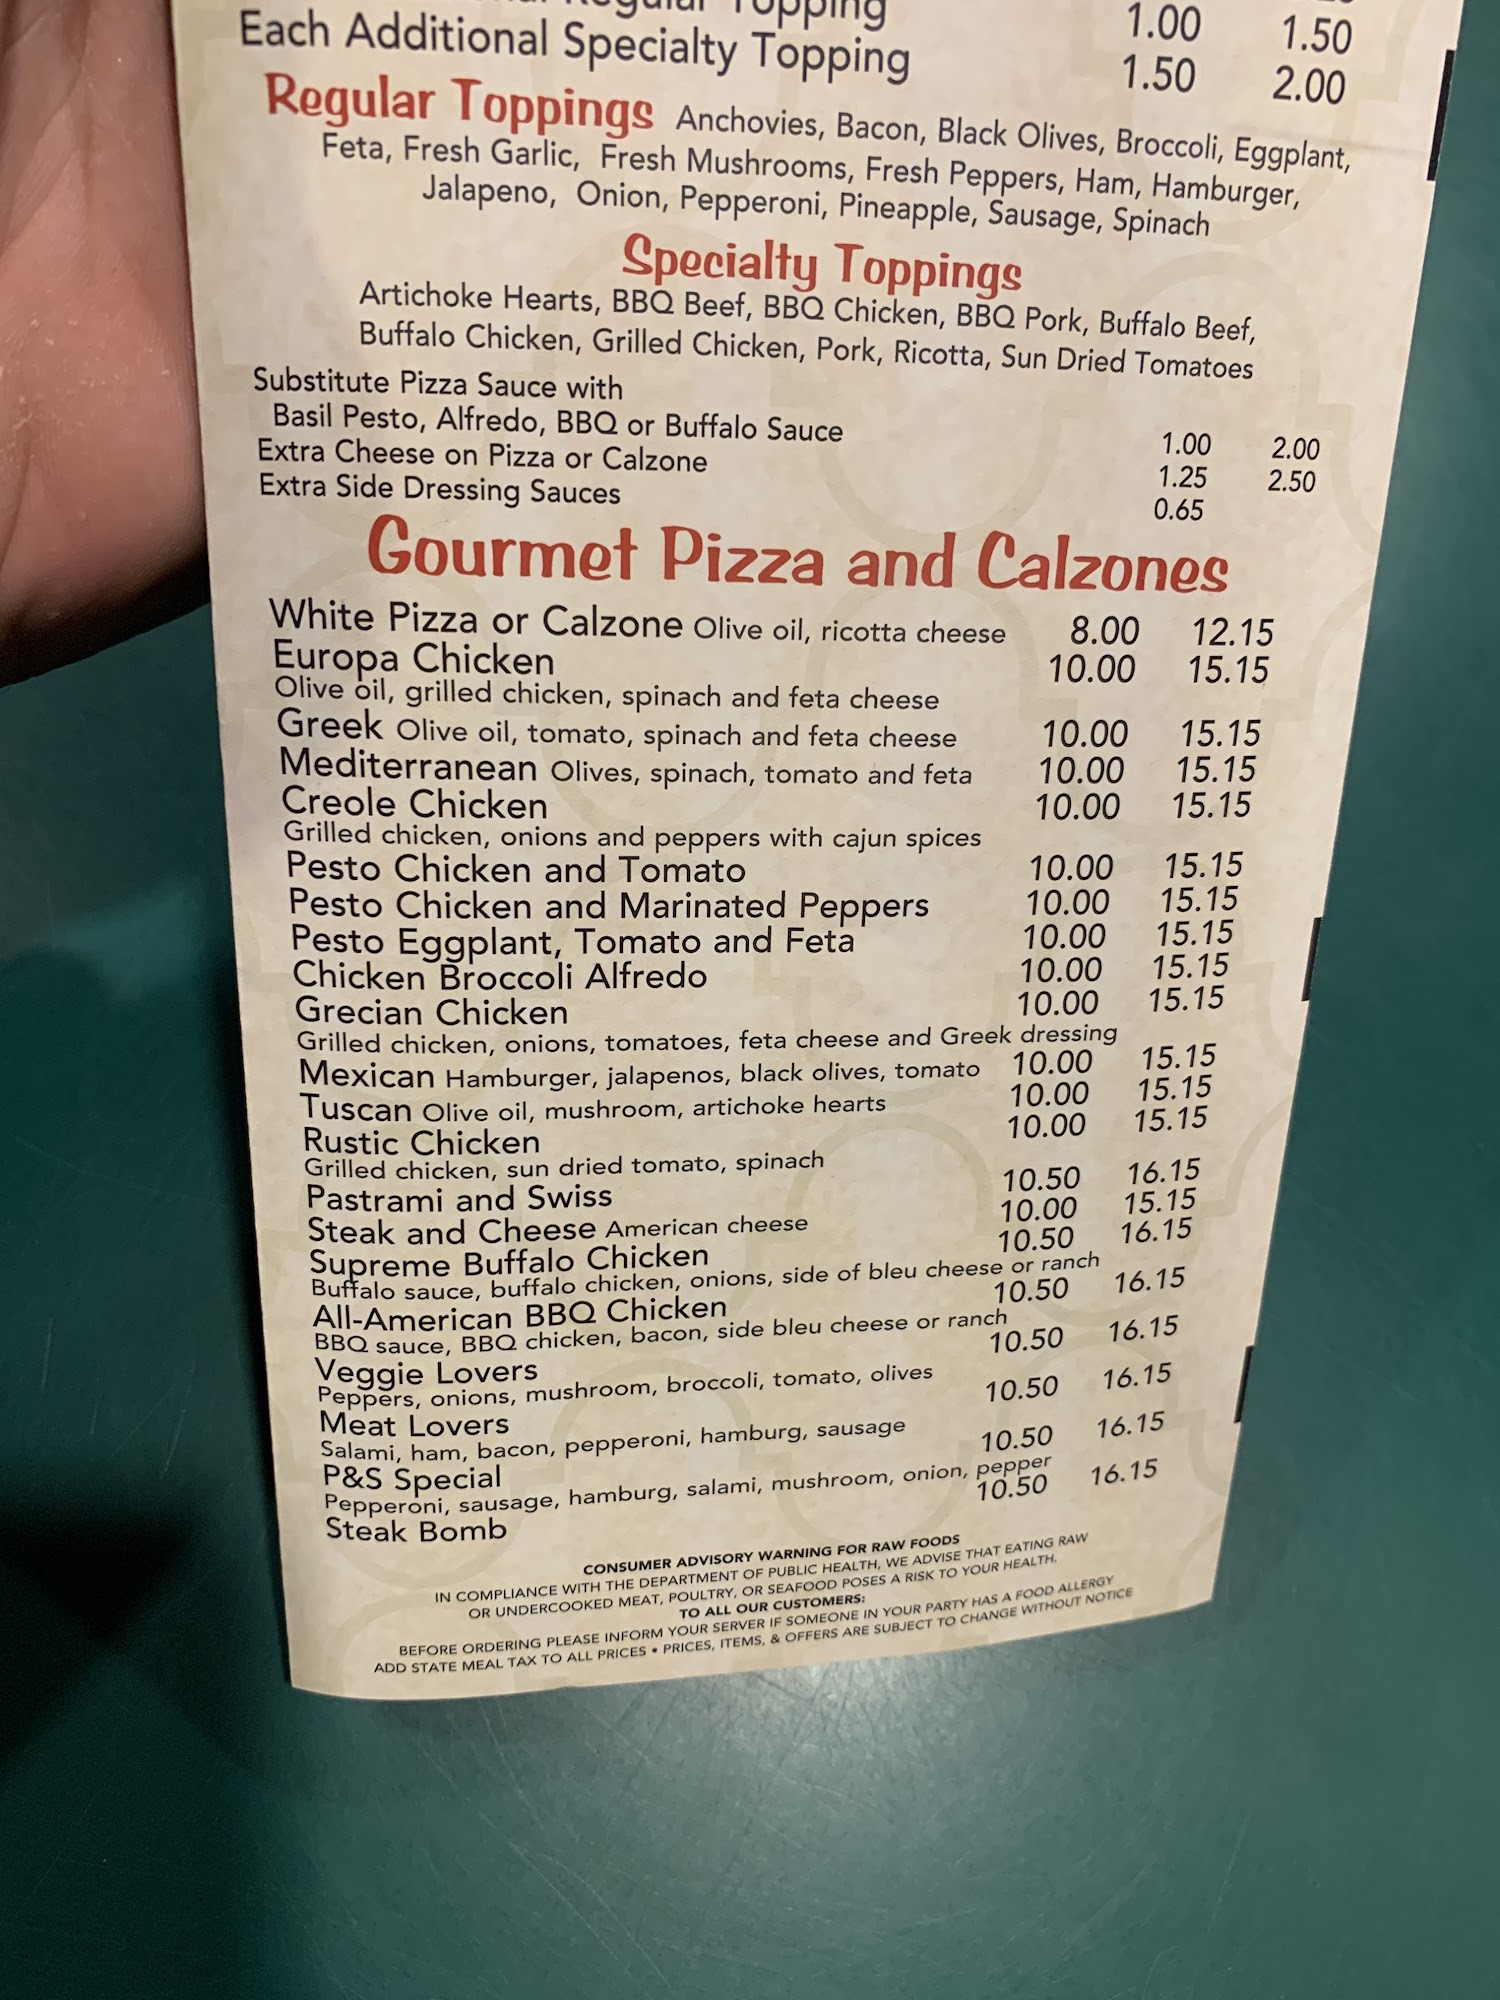 Regular Topping 1.00 1.50
Each Additional Specialty Topping 1.50 2.00
Regular Toppings Anchovies, Bacon, Black Olives, Broccoli, Eggplant,
Feta, Fresh Garlic, Fresh Mushrooms, Fresh Peppers, Ham, Hamburger,
Jalapeno, Onion, Pepperoni, Pineapple, Sausage, Spinach
Specialty Toppings
Artichoke Hearts, BBQ Beef, BBQ Chicken, BBQ Pork, Buffalo Beef,
Buffalo Chicken, Grilled Chicken, Pork, Ricotta, Sun Dried Tomatoes
Substitute Pizza Sauce with
Basil Pesto, Alfredo, BBQ or Buffalo Sauce 1.00 2.00
Extra Cheese on Pizza or Calzone 1.25 2.50
Extra Side Dressing Sauces 0.65
Gourmet Pizza and Calzones
White Pizza or Calzone Olive oil, ricotta cheese 8.00 12.15
Europa Chicken 10.00 15.15
Olive oil, grilled chicken, spinach and feta cheese
Greek Olive oil, tomato, spinach and feta cheese 10.00 15.15
Mediterranean Olives, spinach, tomato and feta 10.00 15.15
Creole Chicken 10.00 15.15
Grilled chicken, onions and peppers with cajun spices
Pesto Chicken and Tomato 10.00 15.15
Pesto Chicken and Marinated Peppers 10.00 15.15
Pesto Eggplant, Tomato and Feta 10.00 15.15
Chicken Broccoli Alfredo 10.00 15.15
Grecian Chicken 10.00 15.15
Grilled chicken, onions, tomatoes, feta cheese and Greek dressing
Mexican Hamburger, jalapenos, black olives, tomato 10.00 15.15
Tuscan Olive oil, mushroom, artichoke hearts 10.00 15.15
Rustic Chicken 10.00 15.15
Grilled chicken, sun dried tomato, spinach
Pastrami and Swiss 10.50 16.15
Steak and Cheese American cheese 10.00 15.15
Supreme Buffalo Chicken 10.50 16.15
Buffalo sauce, buffalo chicken, onions, side of bleu cheese or ranch
All-American BBQ Chicken 10.50 16.15
BBQ sauce, BBQ chicken, bacon, side bleu cheese or ranch
Veggie Lovers 10.50 16.15
Peppers, onions, mushroom, broccoli, tomato, olives
Meat Lovers 10.50 16.15
Salami, ham, bacon, pepperoni, hamburg, sausage
P&S Special 10.50 16.15
Pepperoni, sausage, hamburg, salami, mushroom, onion, pepper
Steak Bomb 10.50 16.15
CONSUMER ADVISORY WARNING FOR RAW FOODS
IN COMPLIANCE WITH THE DEPARTMENT OF PUBLIC HEALTH, WE ADVISE THAT EATING RAW
OR UNDERCOOKED MEAT, POULTRY, OR SEAFOOD POSES A RISK TO YOUR HEALTH.
TO ALL OUR CUSTOMERS:
BEFORE ORDERING PLEASE INFORM YOUR SERVER IF SOMEONE IN YOUR PARTY HAS A FOOD ALLERGY
ADD STATE MEAL TAX TO ALL PRICES • PRICES, ITEMS, & OFFERS ARE SUBJECT TO CHANGE WITHOUT NOTICE